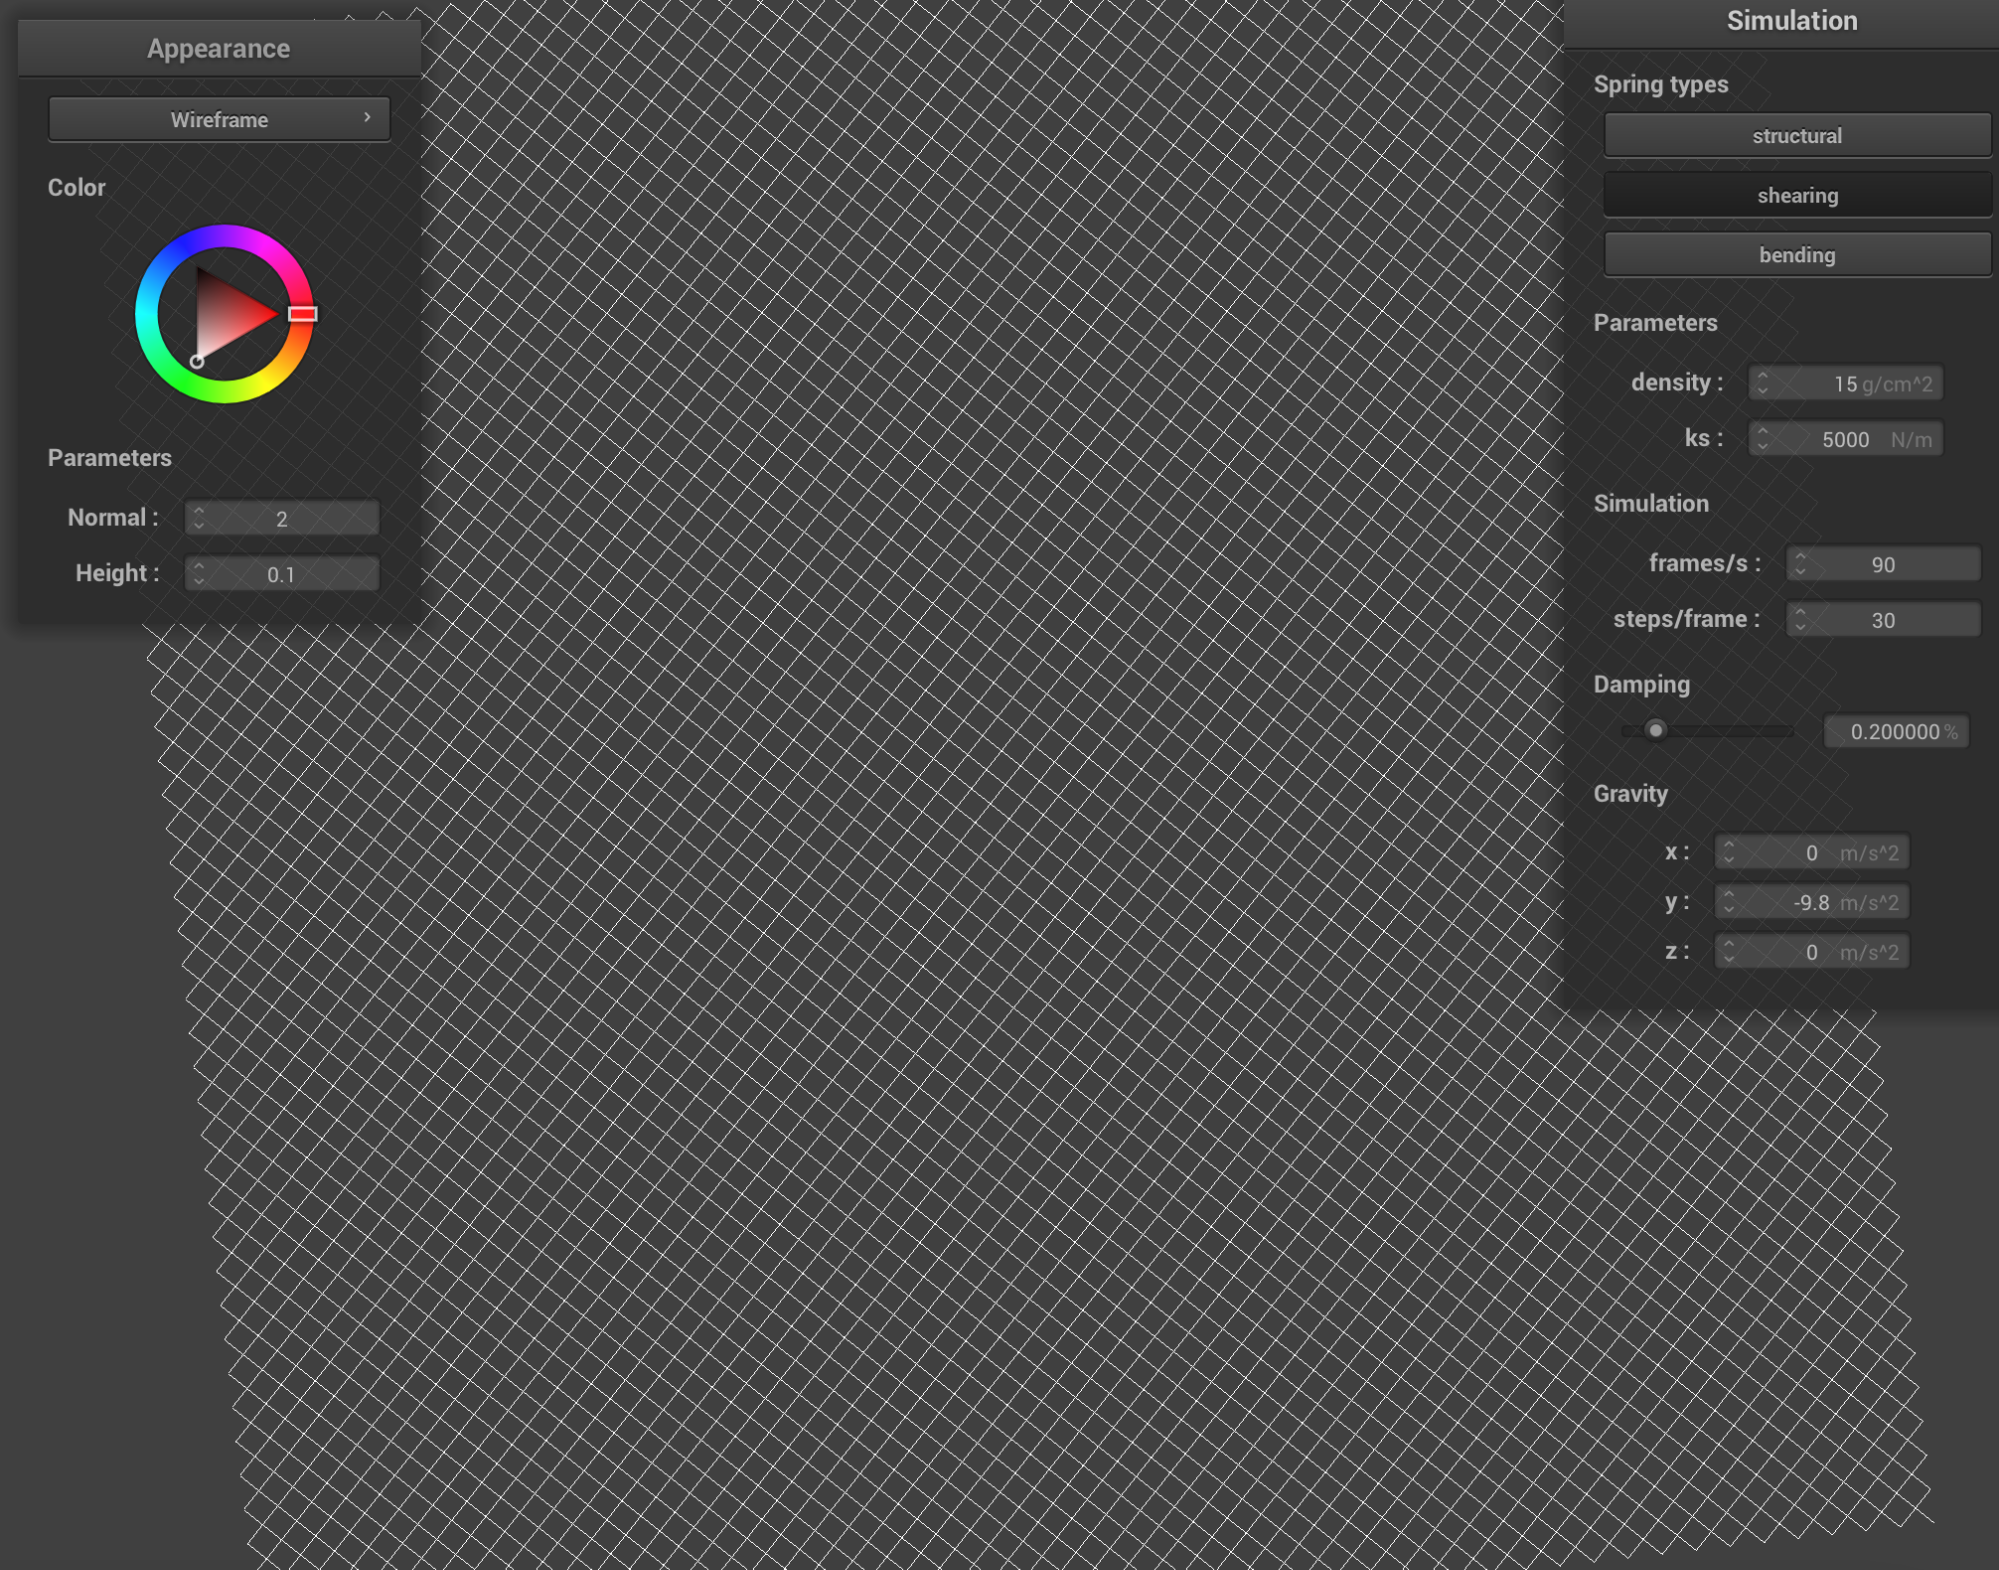 Appearance
Wireframe
Color
Parameters
Normal : 2
Height : 0.1
Simulation
Spring types
structural
shearing
bending
Parameters
density : 15 g/cm^2
ks : 5000 N/m
Simulation
frames/s : 90
steps/frame : 30
Damping
0.200000 %
Gravity
x : 0 m/s^2
y : -9.8 m/s^2
z : 0 m/s^2